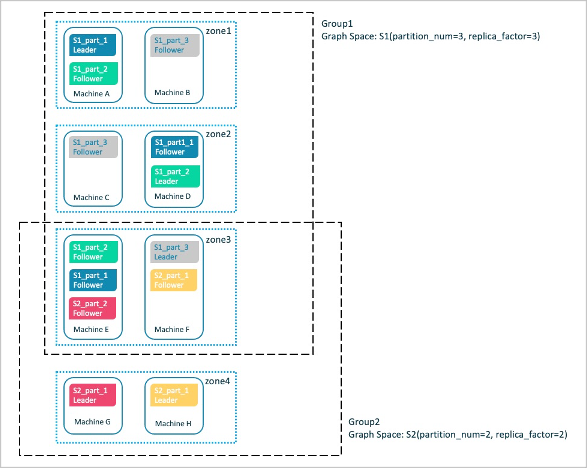 Group1
Graph Space: S1(partition_num=3, replica_factor=3)
zone1
S1_part_1
Leader
S1_part_2
Follower
Machine A
S1_part_3
Follower
Machine B
zone2
S1_part_3
Follower
Machine C
S1_part1_1
Follower
S1_part_2
Leader
Machine D
zone3
S1_part_2
Follower
S1_part_1
Follower
S2_part_2
Follower
Machine E
S1_part_3
Leader
S2_part_1
Follower
Machine F
zone4
S2_part_1
Leader
Machine G
S2_part_1
Leader
Machine H
Group2
Graph Space: S2(partition_num=2, replica_factor=2)